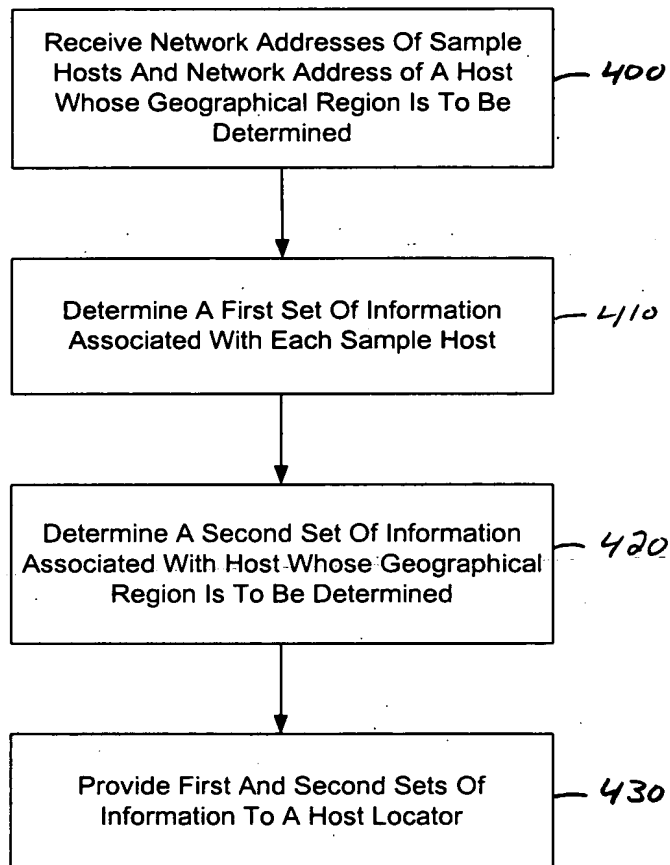 Receive Network Addresses Of Sample
Hosts And Network Address of A Host
Whose Geographical Region Is To Be
Determined
400
Determine A First Set Of Information
Associated With Each Sample Host
410
Determine A Second Set Of Information
Associated With Host Whose Geographical
Region Is To Be Determined
420
Provide First And Second Sets Of
Information To A Host Locator
430